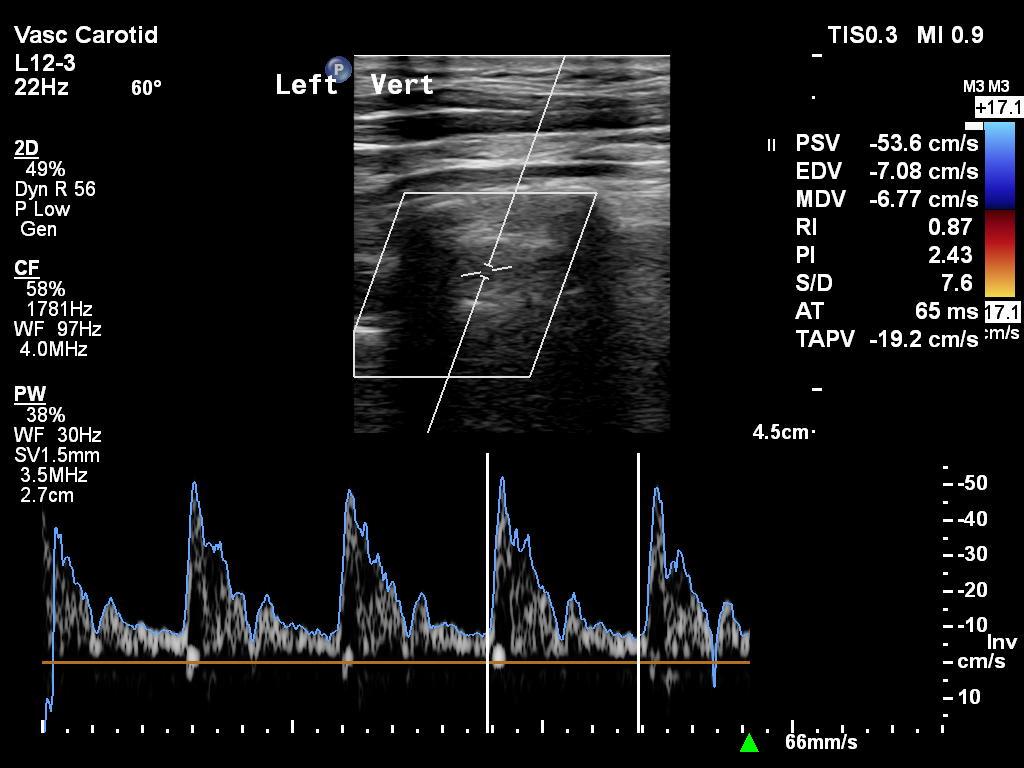 Vasc Carotid
TIS0.3 MI 0.9
L12-3
22Hz 60°
P
Left Vert
M3 M3
+17.1
2D
49%
Dyn R 56
P Low
Gen
CF
58%
1781Hz
WF 97Hz
4.0MHz
PW
38%
WF 30Hz
SV1.5mm
3.5MHz
2.7cm
PSV -53.6 cm/s
EDV -7.08 cm/s
MDV -6.77 cm/s
RI 0.87
PI 2.43
S/D 7.6
AT 65 ms
TAPV -19.2 cm/s
17.1
cm/s
4.5cm
-50
-40
-30
-20
-10
Inv
cm/s
10
66mm/s